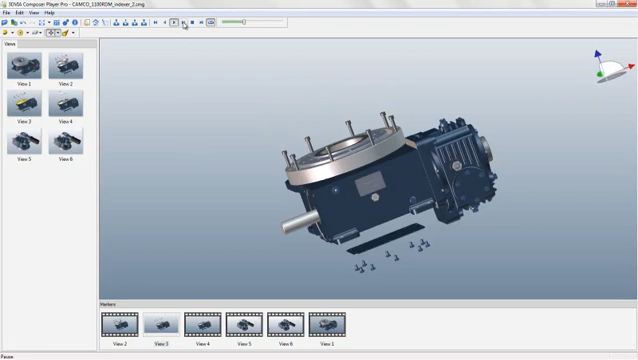 3DVIA Composer Player Pro - CAMCO_1100RDM_indexer_2.smg
File Edit View Help
Views
View 1 View 2
View 3 View 4
View 5 View 6
Markers
View 2 View 3 View 4 View 5 View 6 View 1
Pause